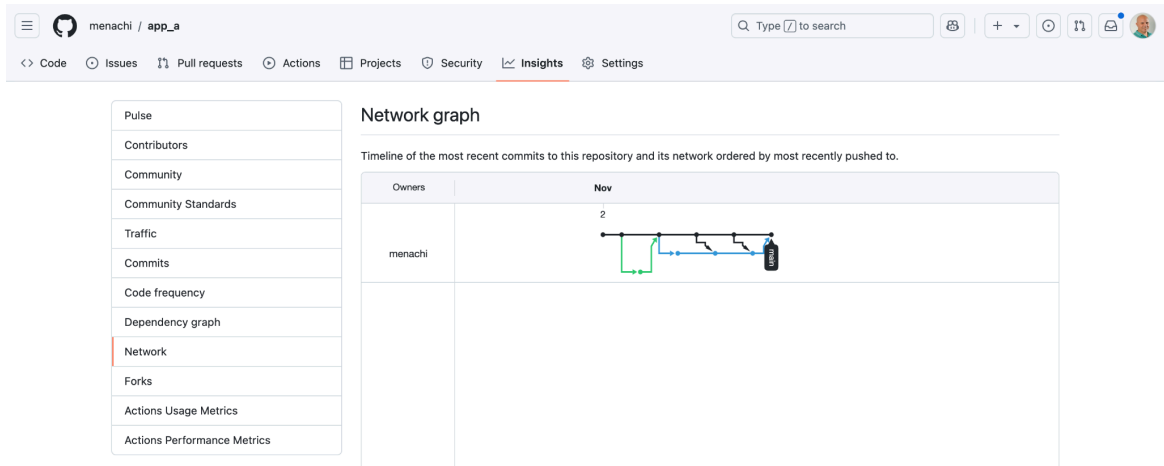 menachi / app_a
Type / to search
Code Issues Pull requests Actions Projects Security Insights Settings
Pulse
Contributors
Community
Community Standards
Traffic
Commits
Code frequency
Dependency graph
Network
Forks
Actions Usage Metrics
Actions Performance Metrics
Network graph
Timeline of the most recent commits to this repository and its network ordered by most recently pushed to.
Owners Nov
2
menachi
main